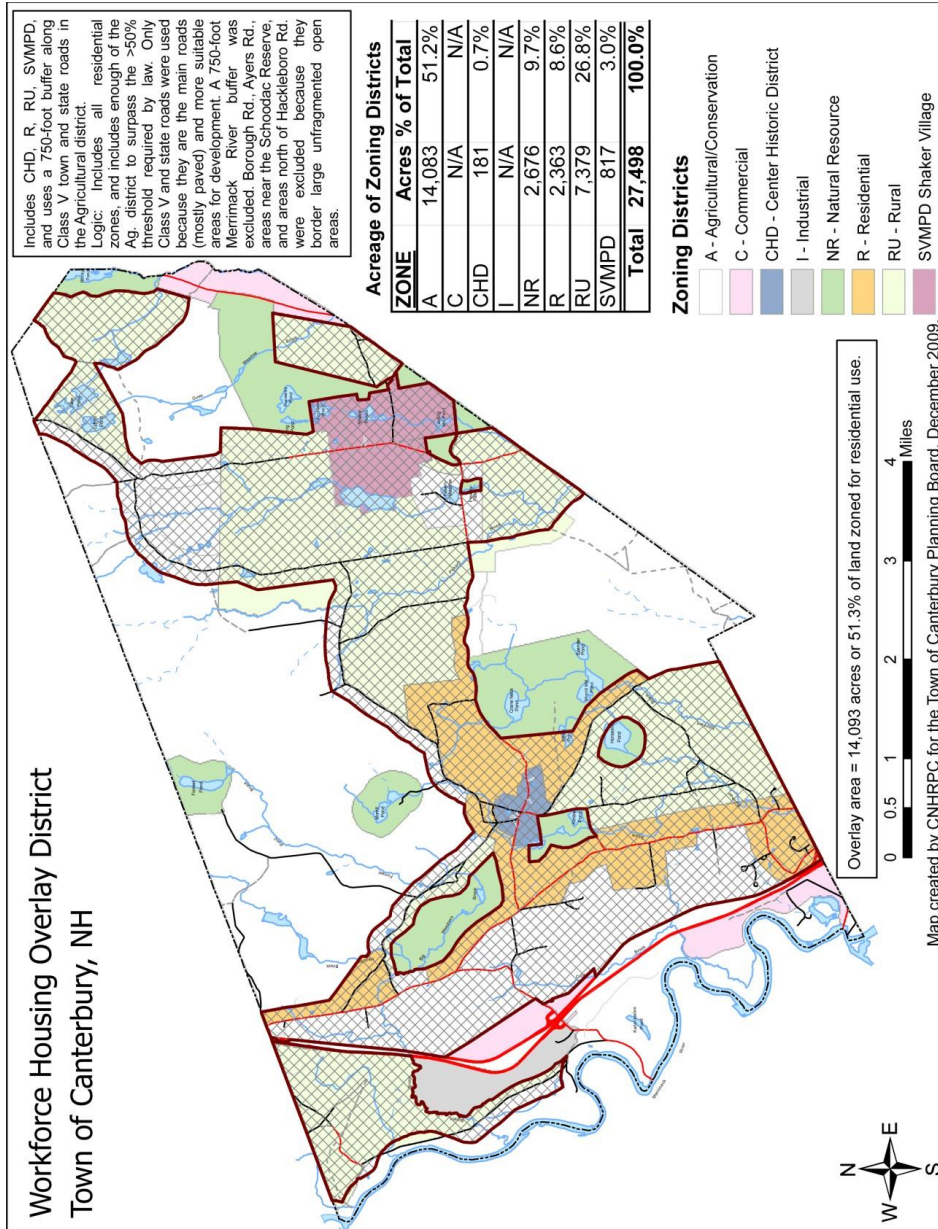 Workforce Housing Overlay District
Town of Canterbury, NH
Includes CHD, R, RU, SVMPD,
and uses a 750-foot buffer along
Class V town and state roads in
the Agricultural district.
Logic: Includes all residential
zones, and includes enough of the
Ag. district to surpass the >50%
threshold required by law. Only
Class V and state roads were used
because they are the main roads
(mostly paved) and more suitable
areas for development. A 750-foot
Merrimack River buffer was
excluded. Borough Rd., Ayers Rd.,
areas near the Schoodac Reserve,
and areas north of Hackleboro Rd.
were excluded because they
border large unfragmented open
areas.
Acreage of Zoning Districts
ZONE Acres % of Total
A 14,083 51.2%
C N/A N/A
CHD 181 0.7%
I N/A N/A
NR 2,676 9.7%
R 2,363 8.6%
RU 7,379 26.8%
SVMPD 817 3.0%
Total 27,498 100.0%
Zoning Districts
A - Agricultural/Conservation
C - Commercial
CHD - Center Historic District
I - Industrial
NR - Natural Resource
R - Residential
RU - Rural
SVMPD Shaker Village
Overlay area = 14,093 acres or 51.3% of land zoned for residential use.
0 0.5 1 2 3 4
Miles
Map created by CNHRPC for the Town of Canterbury Planning Board, December 2009.
N
W E
S